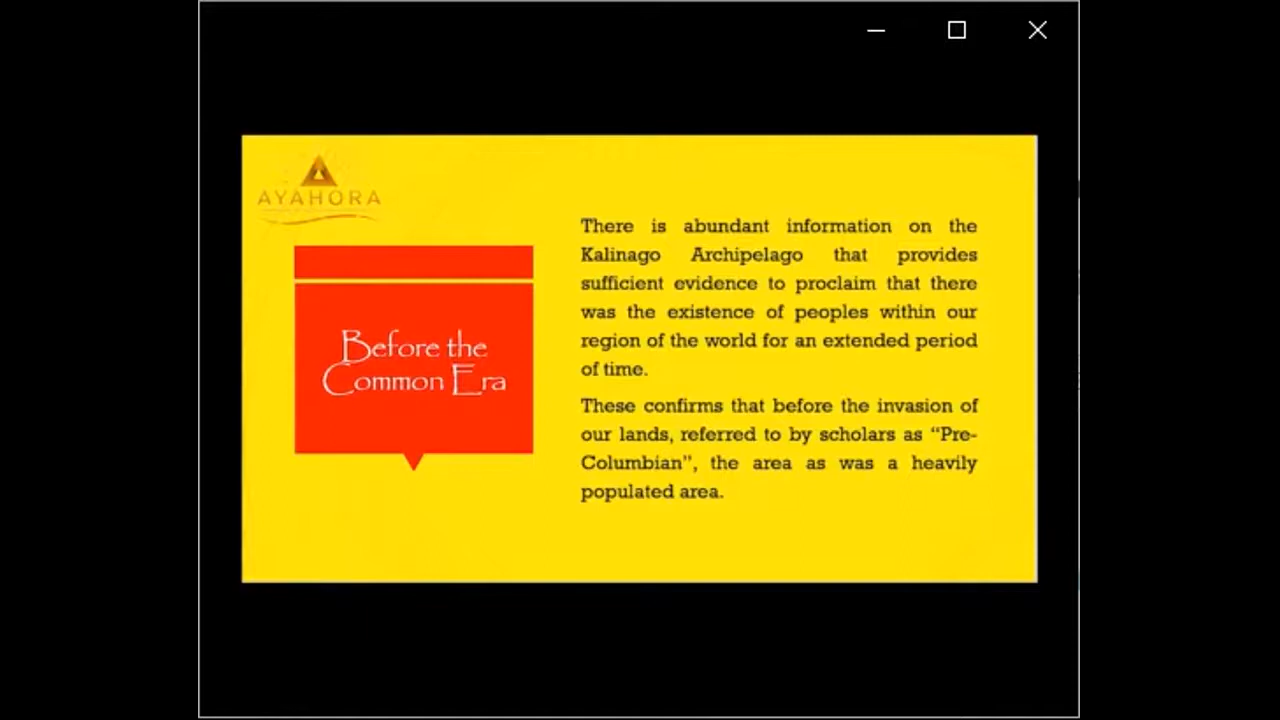 AYAHORA
Before the
Common Era
There is abundant information on the
Kalinago Archipelago that provides
sufficient evidence to proclaim that there
was the existence of peoples within our
region of the world for an extended period
of time.
These confirms that before the invasion of
our lands, referred to by scholars as “Pre-
Columbian”, the area as was a heavily
populated area.